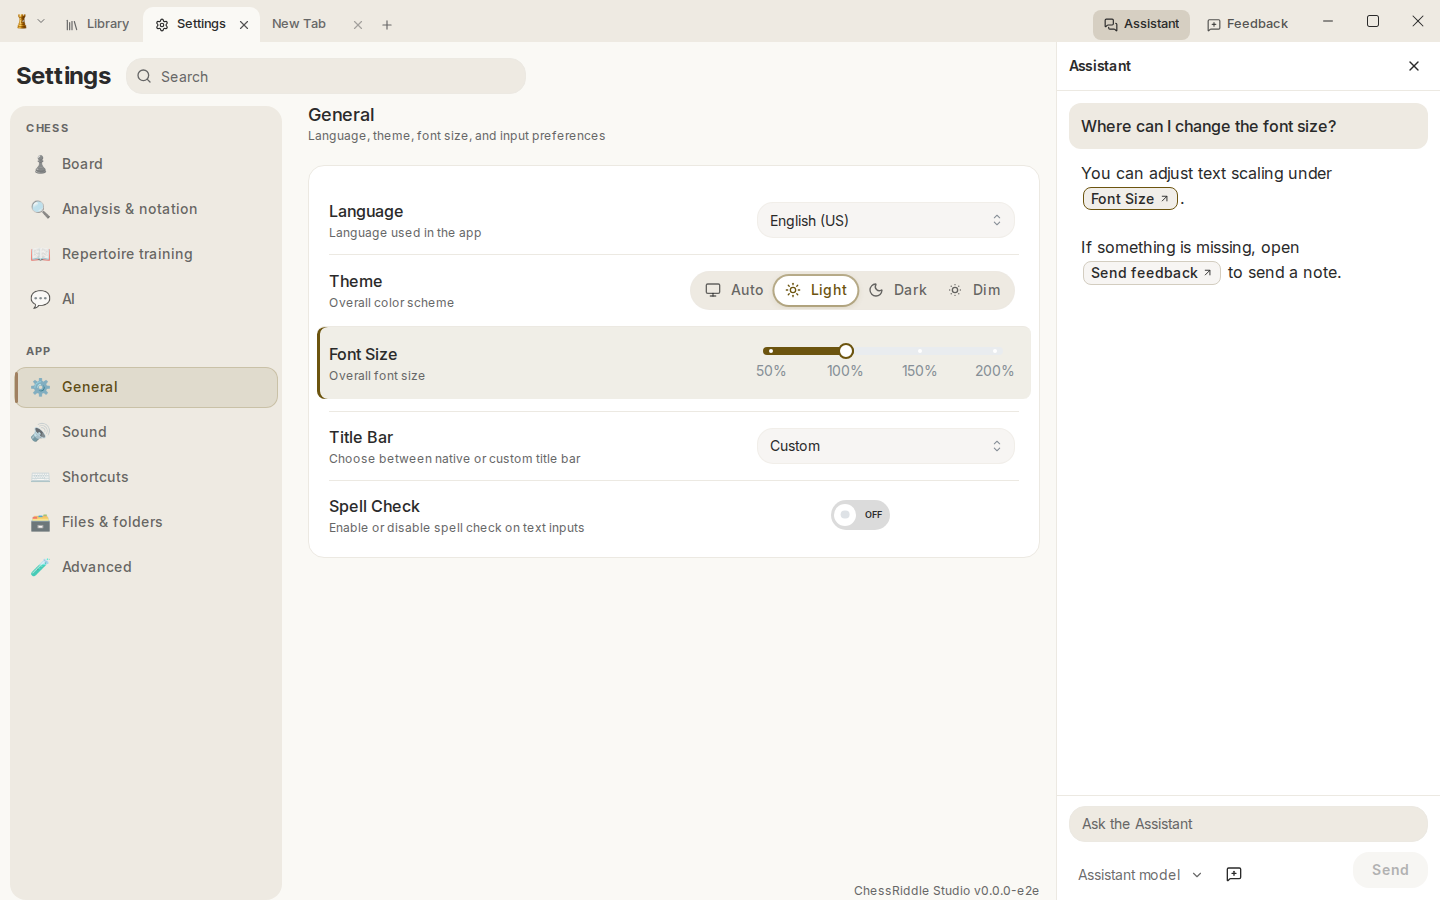 Library
Settings
New Tab
Assistant
Feedback
Settings
Search
CHESS
Board
Analysis & notation
Repertoire training
AI
APP
General
Sound
Shortcuts
Files & folders
Advanced
General
Language, theme, font size, and input preferences
Language
Language used in the app
English (US)
Theme
Overall color scheme
Auto
Light
Dark
Dim
Font Size
Overall font size
50%
100%
150%
200%
Title Bar
Choose between native or custom title bar
Custom
Spell Check
Enable or disable spell check on text inputs
OFF
ChessRiddle Studio v0.0.0-e2e
Assistant
Where can I change the font size?
You can adjust text scaling under
Font Size .
If something is missing, open
Send feedback to send a note.
Ask the Assistant
Assistant model
Send